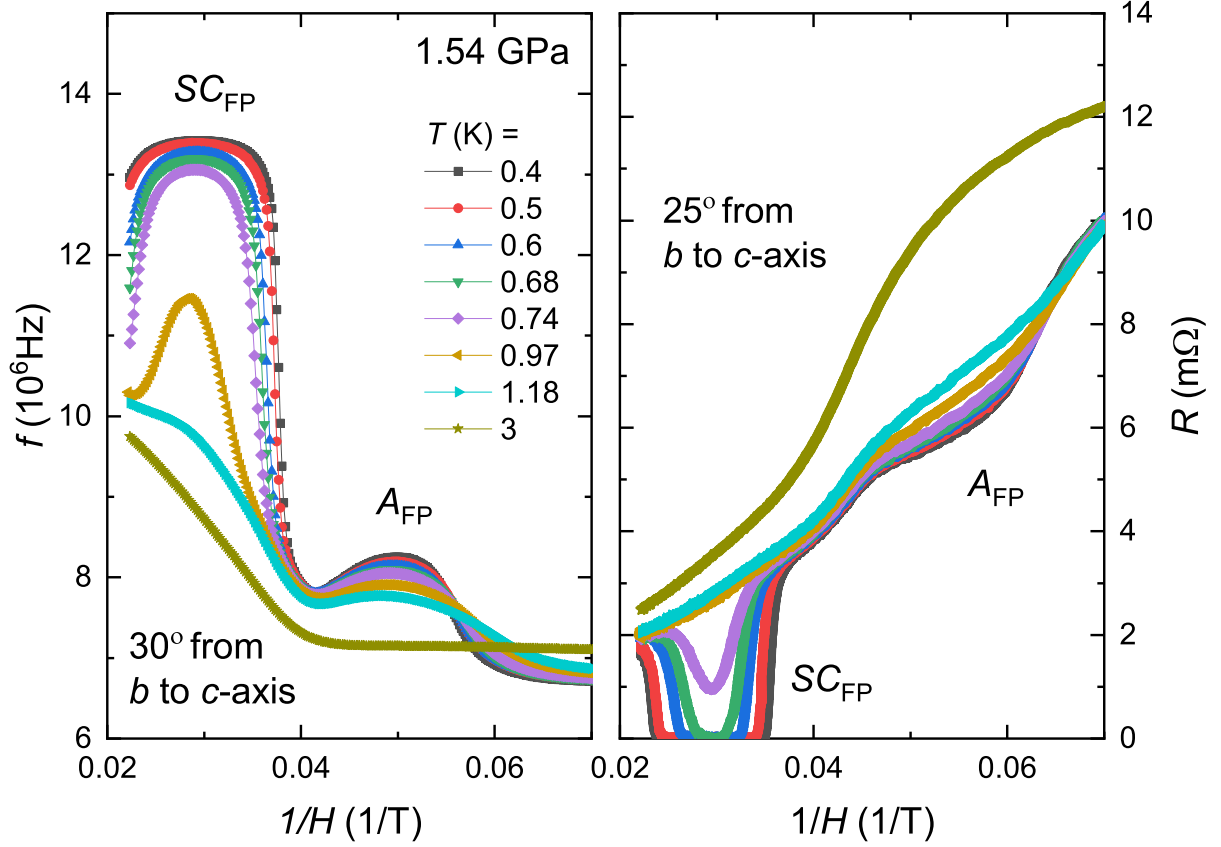 1.54 GPa
SC_FP
T (K) =
0.4
0.5
0.6
0.68
0.74
0.97
1.18
3
A_FP
30° from
b to c-axis
14
12
10
8
6
f (10⁶Hz)
0.02
0.04
0.06
1/H (1/T)
25° from
b to c-axis
A_FP
SC_FP
14
12
10
8
6
4
2
0
R (mΩ)
0.02
0.04
0.06
1/H (1/T)